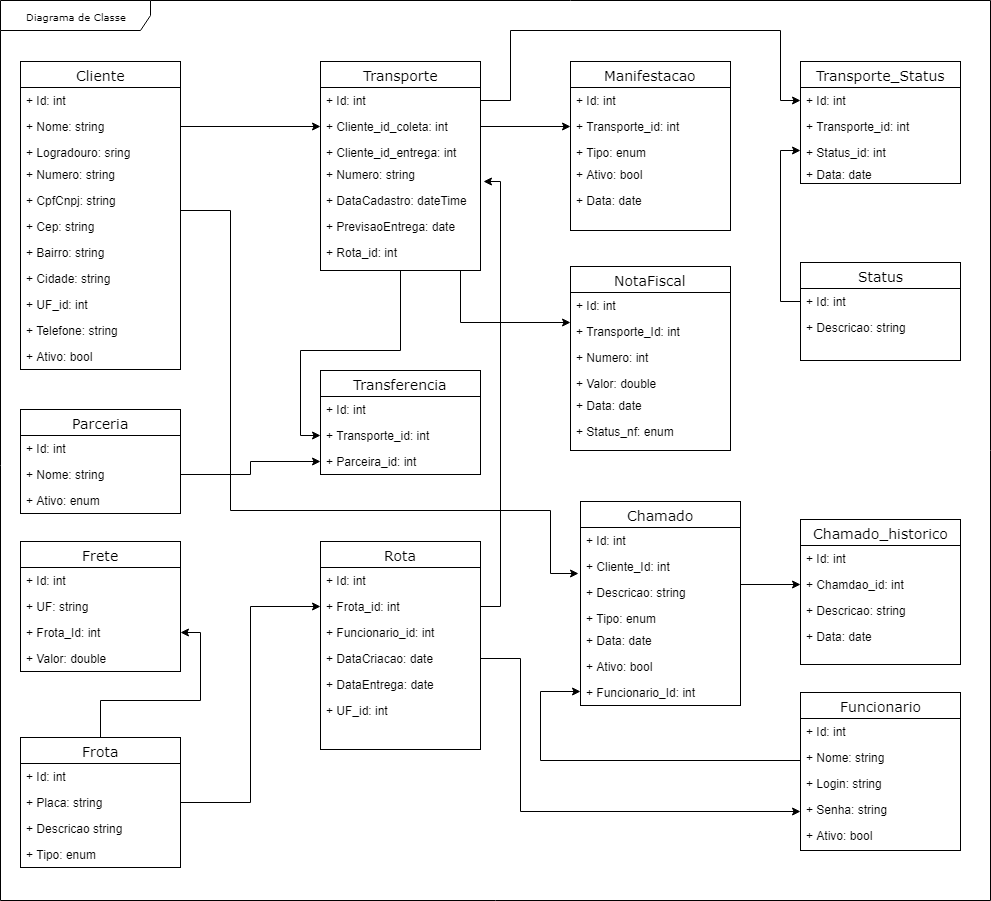 Diagrama de Classe
Cliente
+ Id: int
+ Nome: string
+ Logradouro: sring
+ Numero: string
+ CpfCnpj: string
+ Cep: string
+ Bairro: string
+ Cidade: string
+ UF_id: int
+ Telefone: string
+ Ativo: bool
Transporte
+ Id: int
+ Cliente_id_coleta: int
+ Cliente_id_entrega: int
+ Numero: string
+ DataCadastro: dateTime
+ PrevisaoEntrega: date
+ Rota_id: int
Manifestacao
+ Id: int
+ Transporte_id: int
+ Tipo: enum
+ Ativo: bool
+ Data: date
Transporte_Status
+ Id: int
+ Transporte_id: int
+ Status_id: int
+ Data: date
NotaFiscal
+ Id: int
+ Transporte_Id: int
+ Numero: int
+ Valor: double
+ Data: date
+ Status_nf: enum
Status
+ Id: int
+ Descricao: string
Parceria
+ Id: int
+ Nome: string
+ Ativo: enum
Transferencia
+ Id: int
+ Transporte_id: int
+ Parceira_id: int
Frete
+ Id: int
+ UF: string
+ Frota_Id: int
+ Valor: double
Rota
+ Id: int
+ Frota_id: int
+ Funcionario_id: int
+ DataCriacao: date
+ DataEntrega: date
+ UF_id: int
Chamado
+ Id: int
+ Cliente_Id: int
+ Descricao: string
+ Tipo: enum
+ Data: date
+ Ativo: bool
+ Funcionario_Id: int
Chamado_historico
+ Id: int
+ Chamdao_id: int
+ Descricao: string
+ Data: date
Frota
+ Id: int
+ Placa: string
+ Descricao string
+ Tipo: enum
Funcionario
+ Id: int
+ Nome: string
+ Login: string
+ Senha: string
+ Ativo: bool